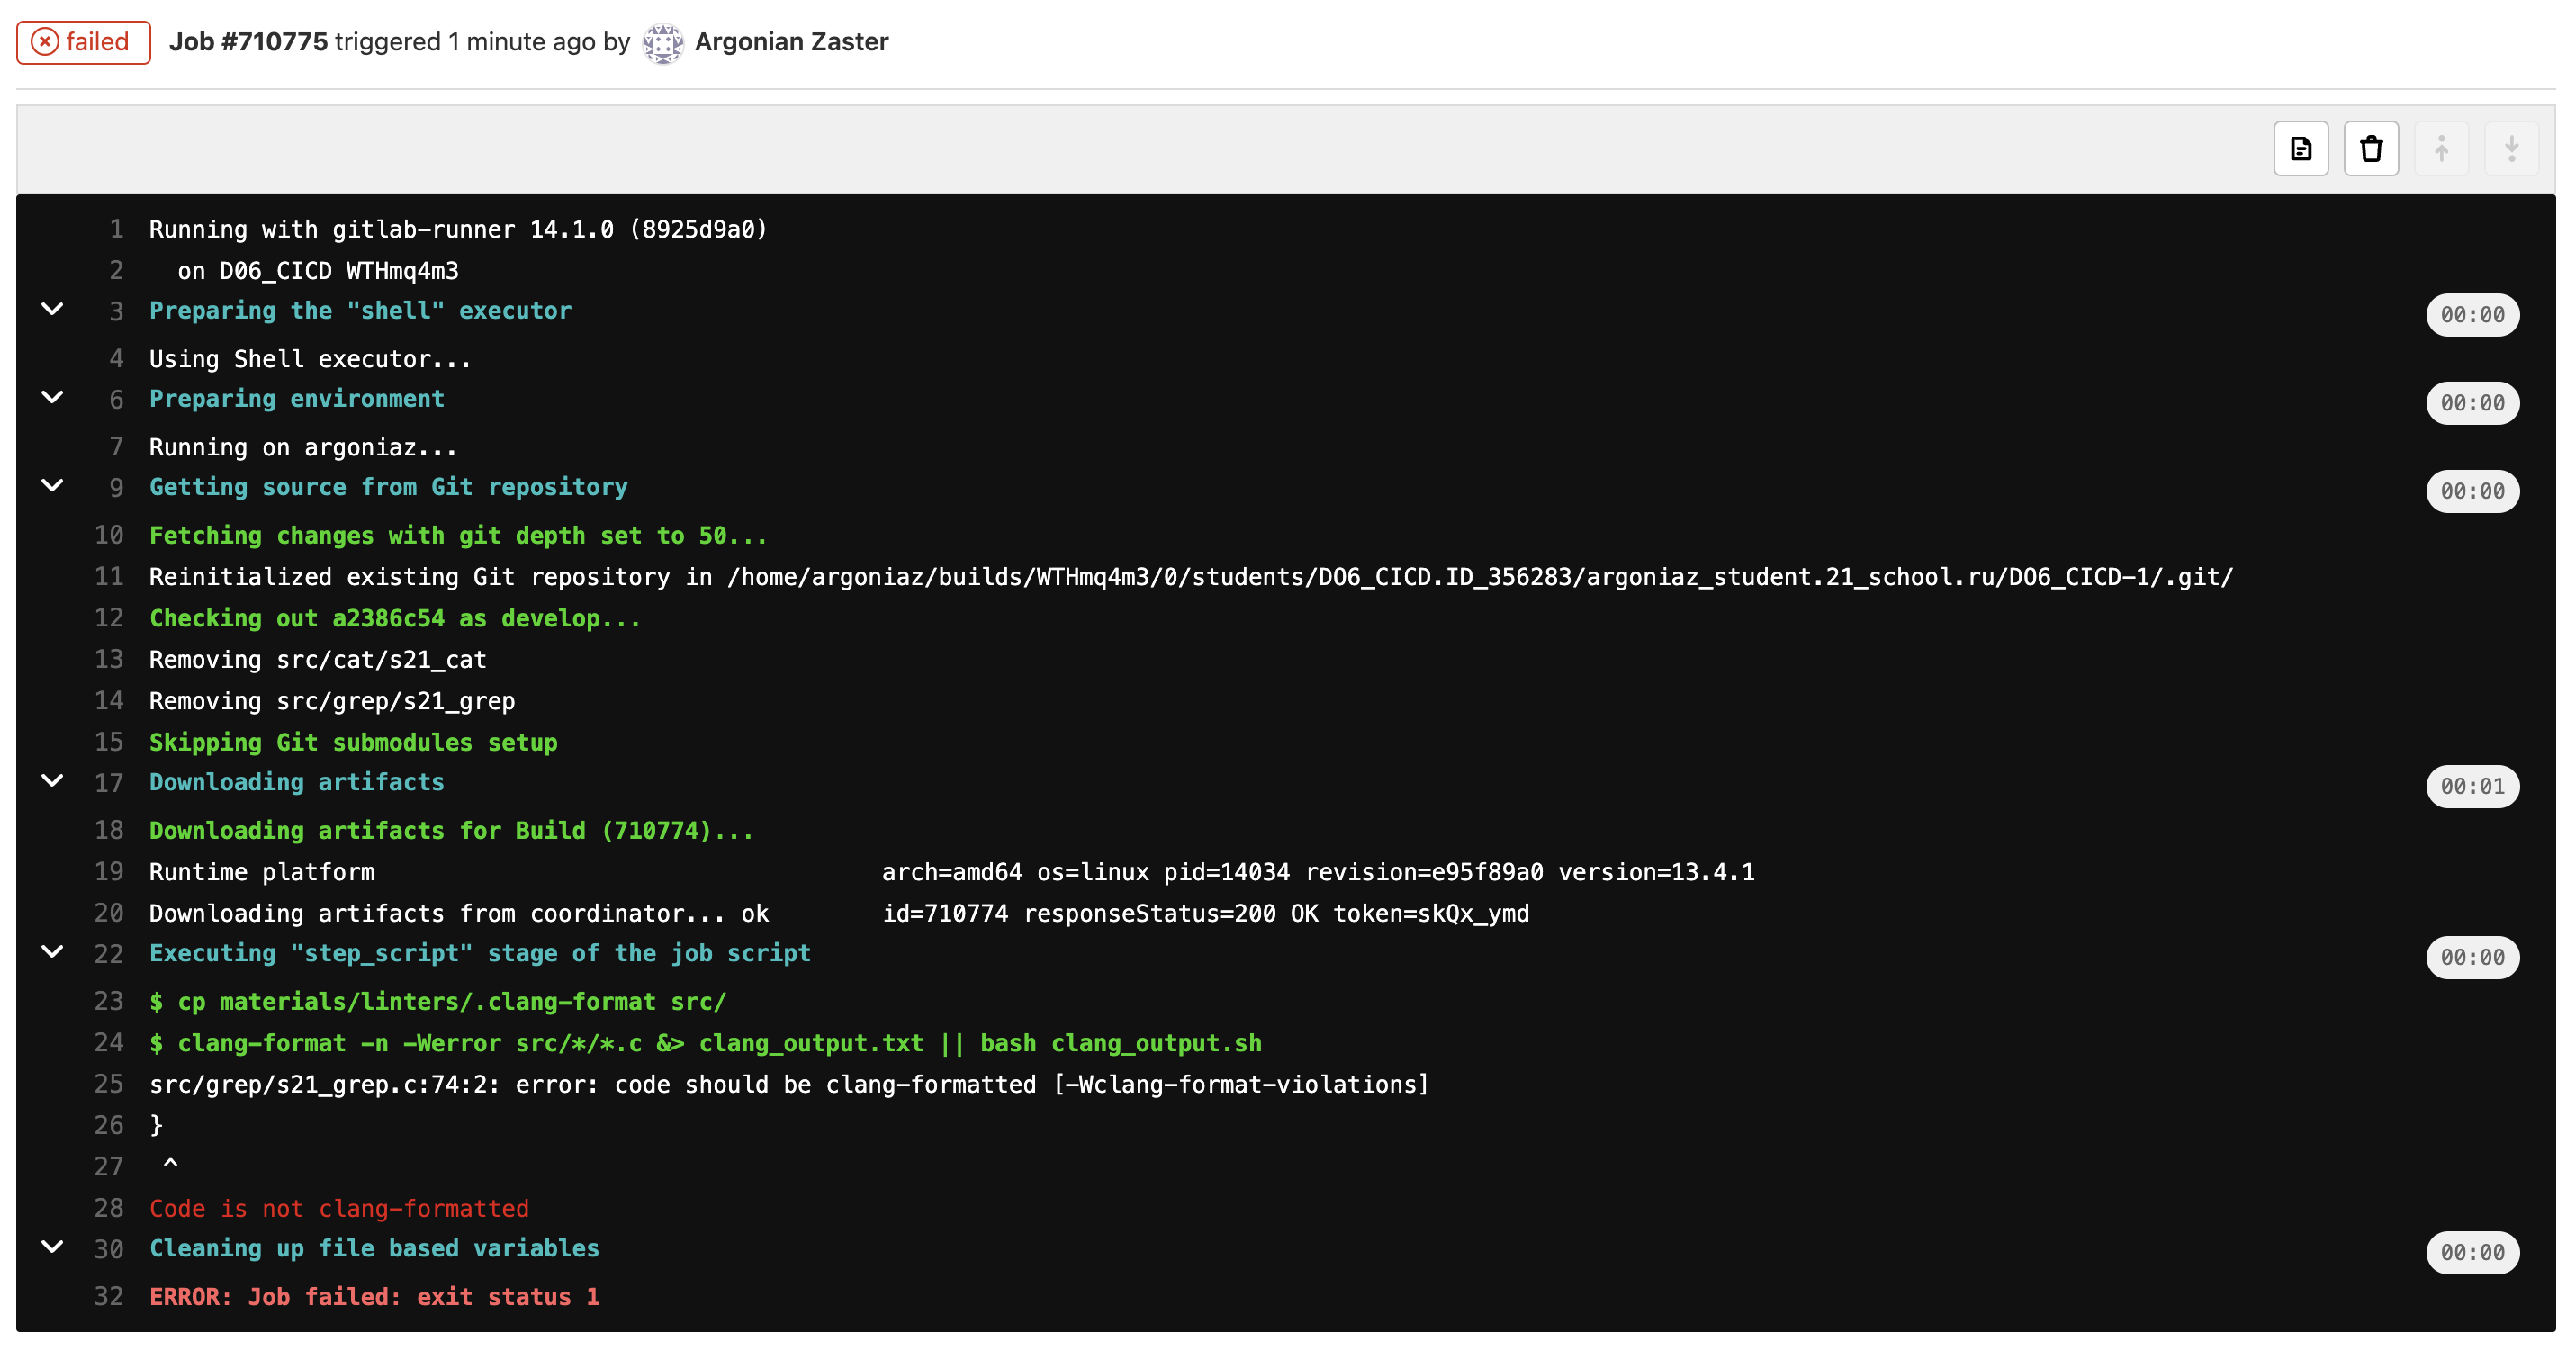 failed Job #710775 triggered 1 minute ago by Argonian Zaster
1 Running with gitlab-runner 14.1.0 (8925d9a0)
2 on D06_CICD WTHmq4m3
3 Preparing the "shell" executor 00:00
4 Using Shell executor...
6 Preparing environment 00:00
7 Running on argoniaz...
9 Getting source from Git repository 00:00
10 Fetching changes with git depth set to 50...
11 Reinitialized existing Git repository in /home/argoniaz/builds/WTHmq4m3/0/students/DO6_CICD.ID_356283/argoniaz_student.21_school.ru/DO6_CICD-1/.git/
12 Checking out a2386c54 as develop...
13 Removing src/cat/s21_cat
14 Removing src/grep/s21_grep
15 Skipping Git submodules setup
17 Downloading artifacts 00:01
18 Downloading artifacts for Build (710774)...
19 Runtime platform arch=amd64 os=linux pid=14034 revision=e95f89a0 version=13.4.1
20 Downloading artifacts from coordinator... ok id=710774 responseStatus=200 OK token=skQx_ymd
22 Executing "step_script" stage of the job script 00:00
23 $ cp materials/linters/.clang-format src/
24 $ clang-format -n -Werror src/*/*.c &> clang_output.txt || bash clang_output.sh
25 src/grep/s21_grep.c:74:2: error: code should be clang-formatted [-Wclang-format-violations]
26 }
27 ^
28 Code is not clang-formatted
30 Cleaning up file based variables 00:00
32 ERROR: Job failed: exit status 1